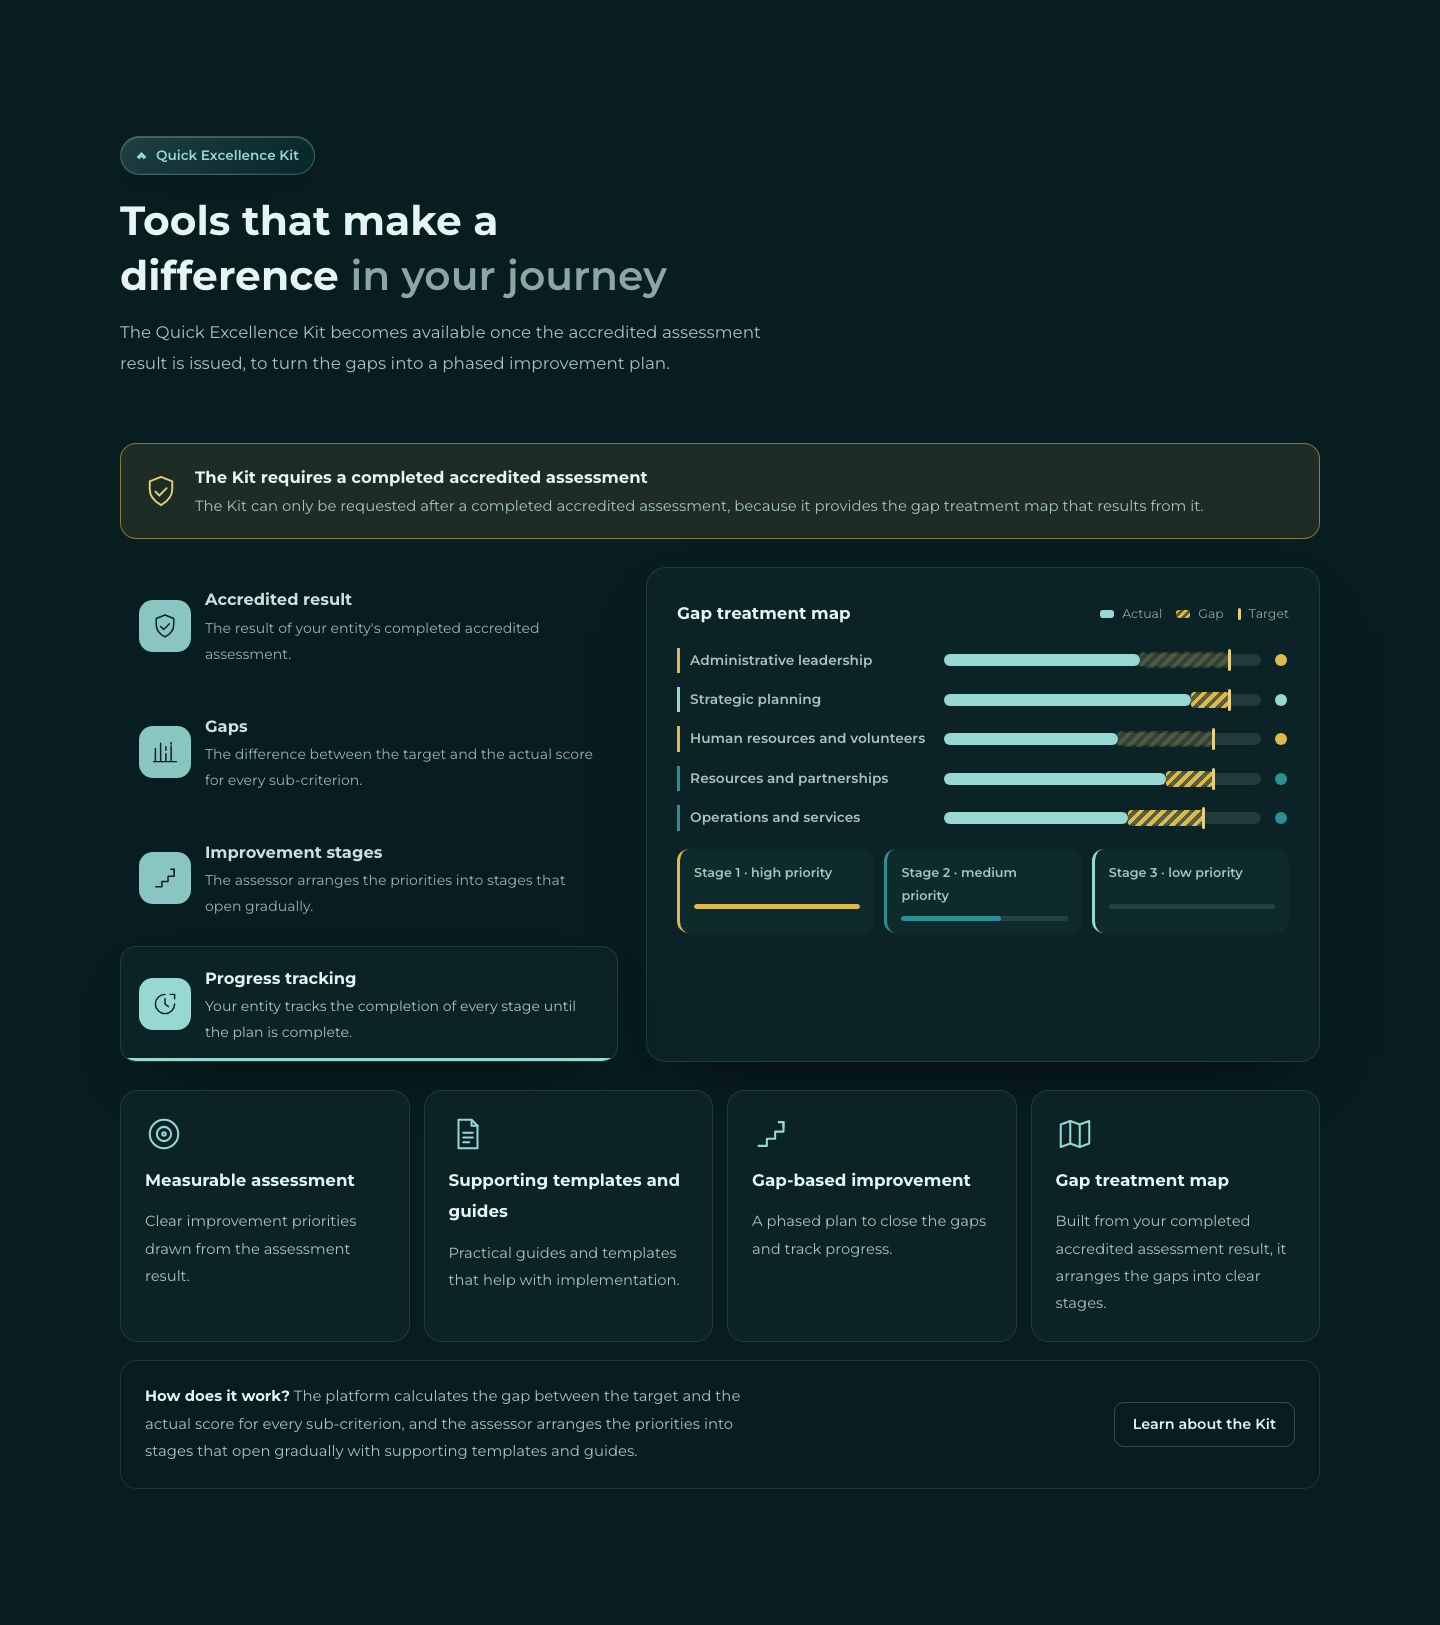 Quick Excellence Kit
Tools that make a
difference in your journey
The Quick Excellence Kit becomes available once the accredited assessment
result is issued, to turn the gaps into a phased improvement plan.
The Kit requires a completed accredited assessment
The Kit can only be requested after a completed accredited assessment, because it provides the gap treatment map that results from it.
Accredited result
The result of your entity's completed accredited
assessment.
Gaps
The difference between the target and the actual score
for every sub-criterion.
Improvement stages
The assessor arranges the priorities into stages that
open gradually.
Progress tracking
Your entity tracks the completion of every stage until
the plan is complete.
Gap treatment map
Actual
Gap
Target
Administrative leadership
Strategic planning
Human resources and volunteers
Resources and partnerships
Operations and services
Stage 1 · high priority
Stage 2 · medium
priority
Stage 3 · low priority
Measurable assessment
Clear improvement priorities
drawn from the assessment
result.
Supporting templates and
guides
Practical guides and templates
that help with implementation.
Gap-based improvement
A phased plan to close the gaps
and track progress.
Gap treatment map
Built from your completed
accredited assessment result, it
arranges the gaps into clear
stages.
How does it work? The platform calculates the gap between the target and the
actual score for every sub-criterion, and the assessor arranges the priorities into
stages that open gradually with supporting templates and guides.
Learn about the Kit